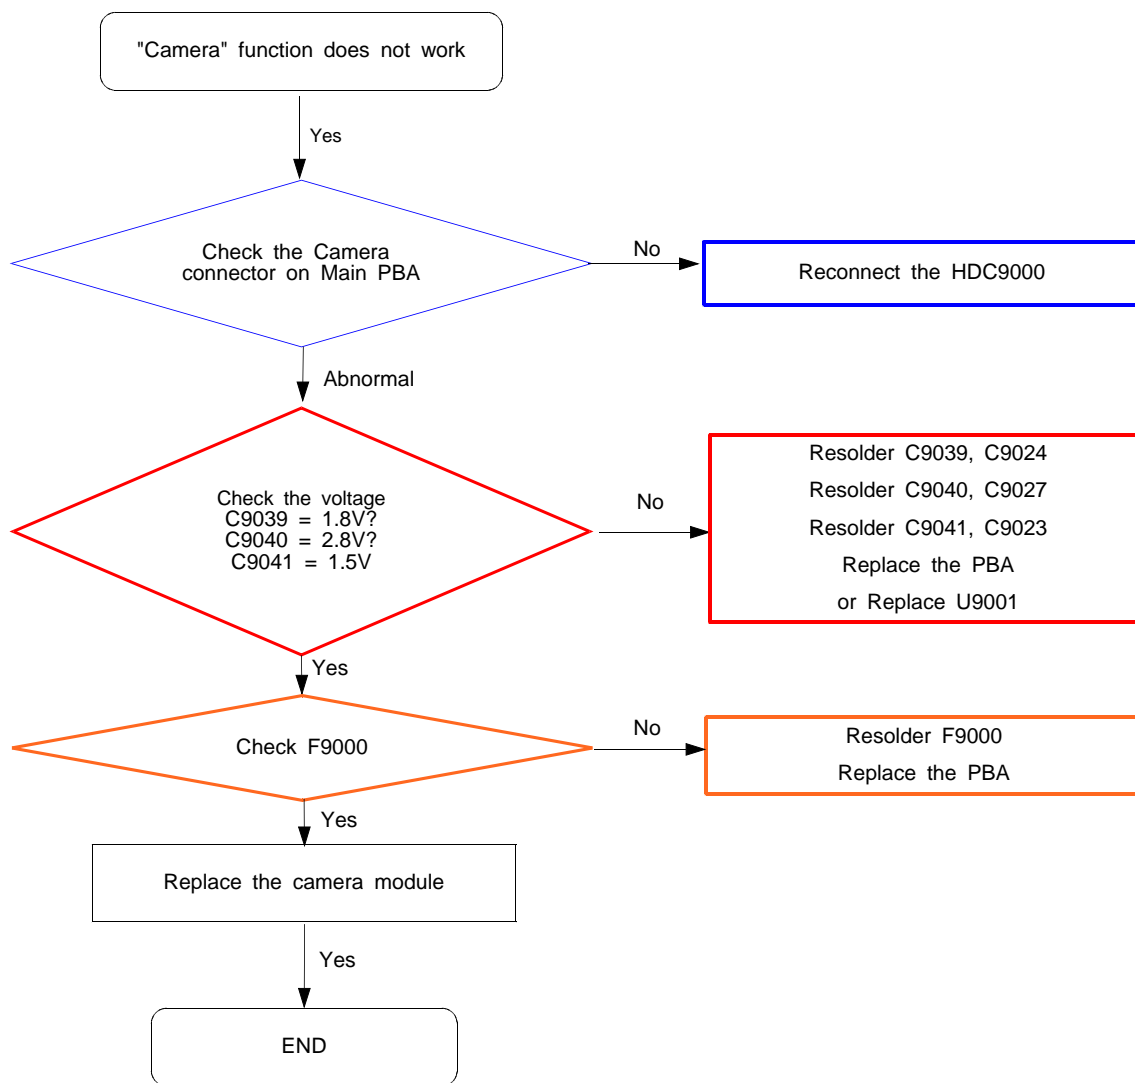 "Camera" function does not work
Yes
Check the Camera
connector on Main PBA
No
Reconnect the HDC9000
Abnormal
Check the voltage
C9039 = 1.8V?
C9040 = 2.8V?
C9041 = 1.5V
No
Resolder C9039, C9024
Resolder C9040, C9027
Resolder C9041, C9023
Replace the PBA
or Replace U9001
Yes
Check F9000
No
Resolder F9000
Replace the PBA
Yes
Replace the camera module
Yes
END